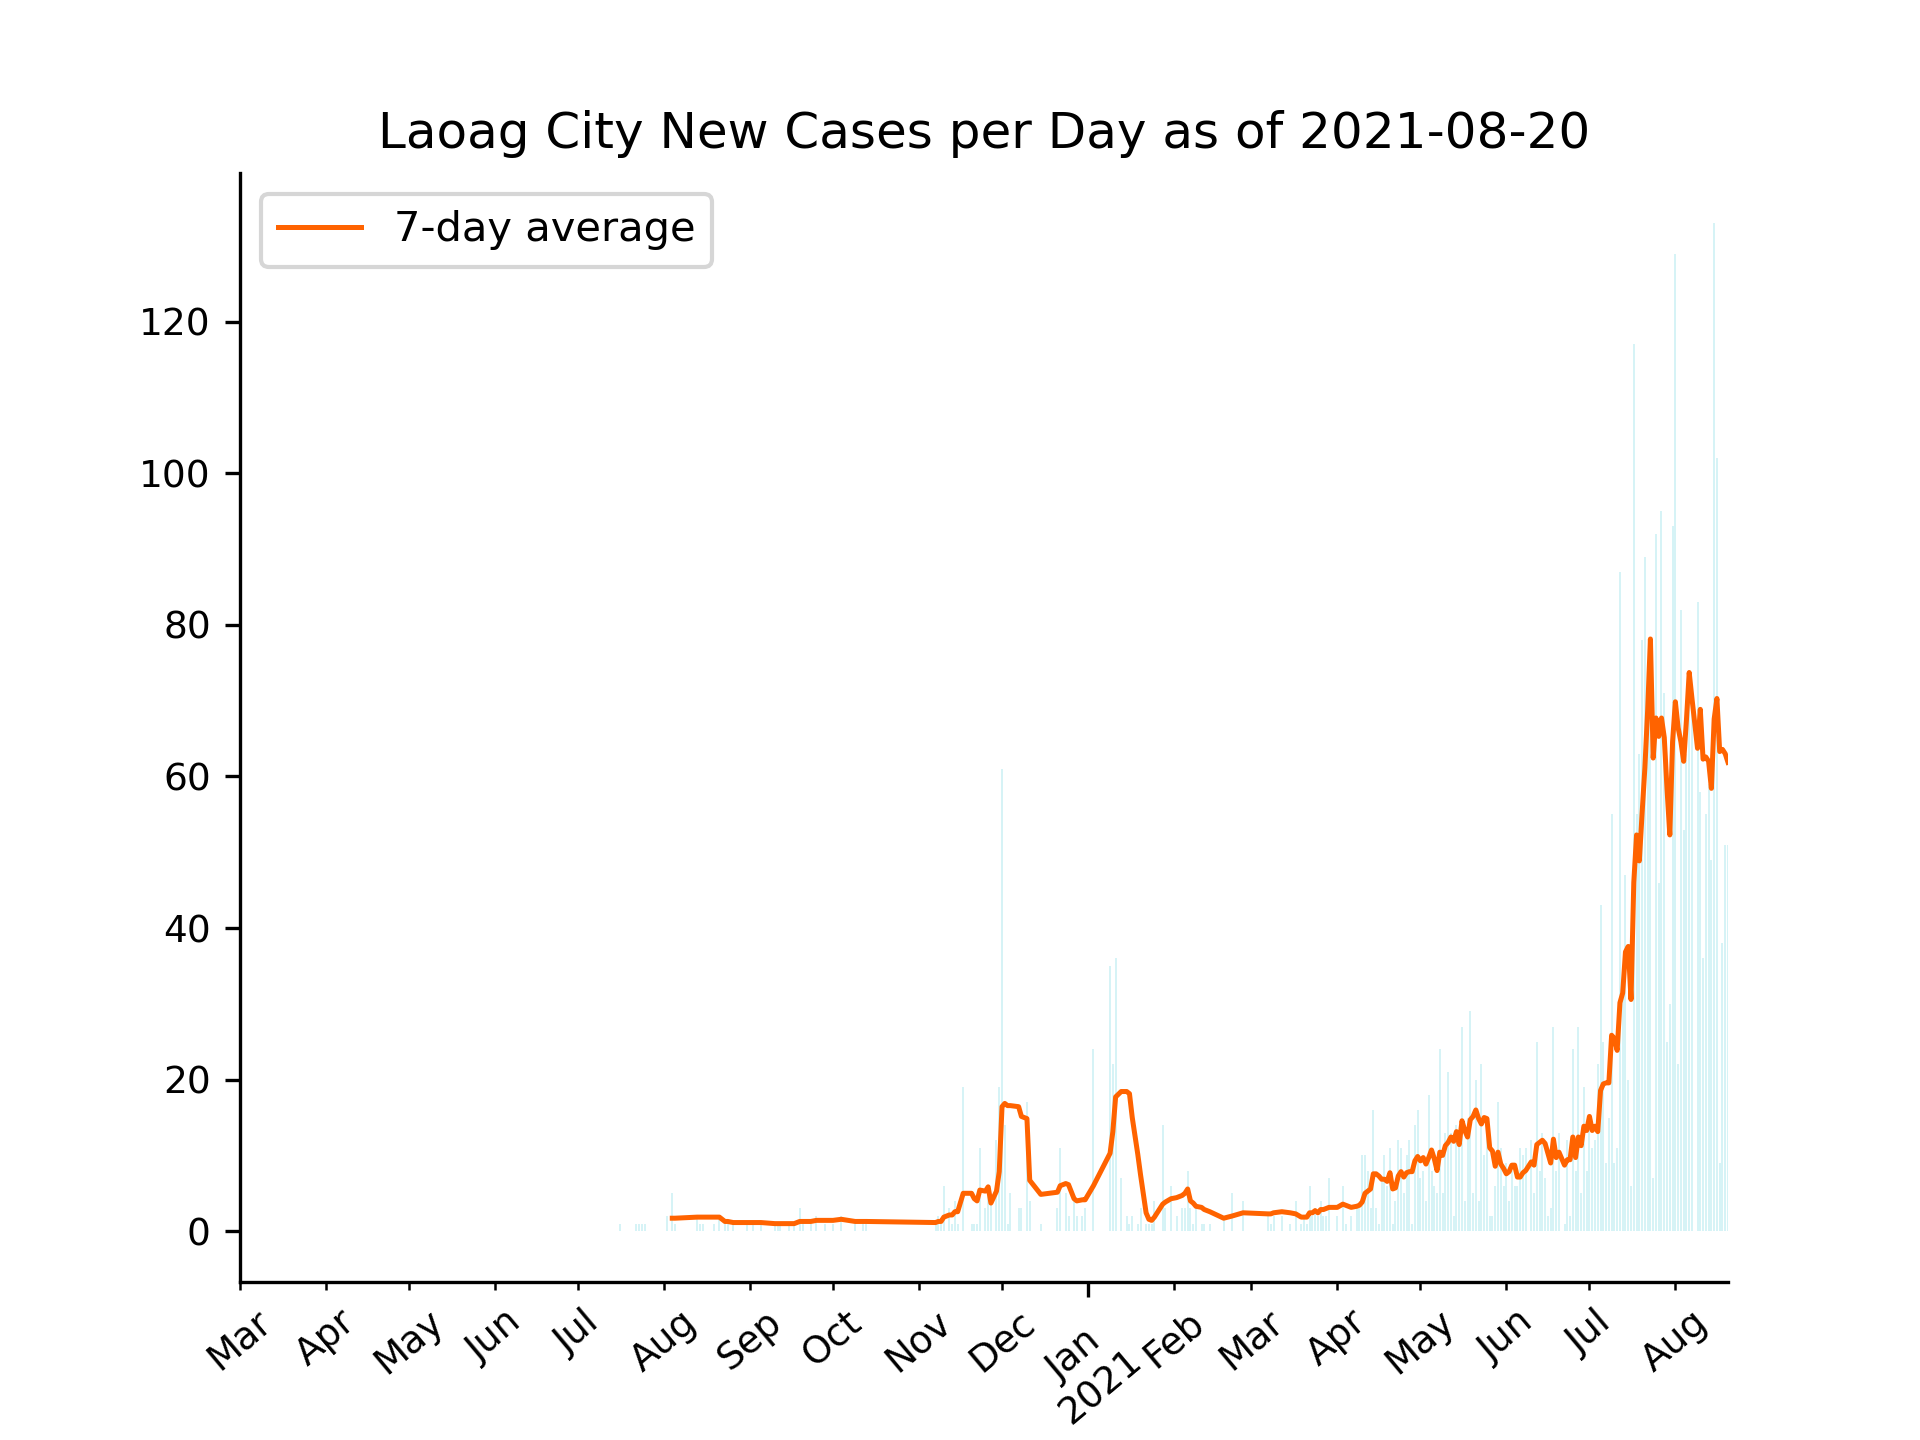 Laoag City New Cases per Day as of 2021-08-20
7-day average
120
100
80
60
40
20
0
Mar Apr May Jun Jul Aug Sep Oct Nov Dec Jan Feb Mar Apr May Jun Jul Aug
2021